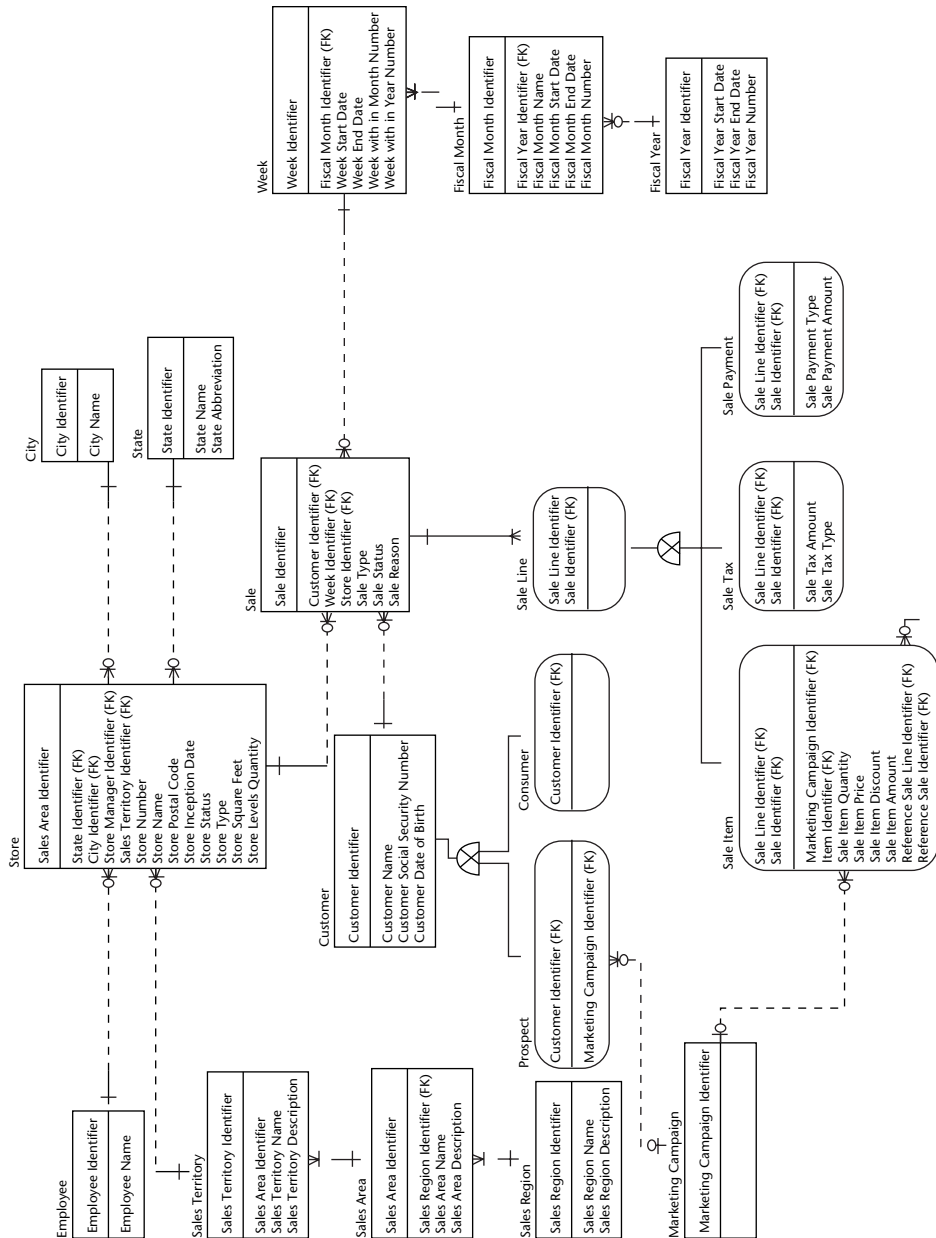 Store
Sales Area Identifier
State Identifier (FK)
City Identifier (FK)
Store Manager Identifier (FK)
Sales Territory Identifier (FK)
Store Number
Store Name
Store Postal Code
Store Inception Date
Store Status
Store Type
Store Square Feet
Store Levels Quantity
City
City Identifier
City Name
State
State Identifier
State Name
State Abbreviation
Employee
Employee Identifier
Employee Name
Sales Territory
Sales Territory Identifier
Sales Area Identifier
Sales Territory Name
Sales Territory Description
Sales Area
Sales Area Identifier
Sales Region Identifier (FK)
Sales Area Name
Sales Area Description
Sales Region
Sales Region Identifier
Sales Region Name
Sales Region Description
Customer
Customer Identifier
Customer Name
Customer Social Security Number
Customer Date of Birth
Sale
Sale Identifier
Customer Identifier (FK)
Week Identifier (FK)
Store Identifier (FK)
Sale Type
Sale Status
Sale Reason
Week
Week Identifier
Fiscal Month Identifier (FK)
Week Start Date
Week End Date
Week with in Month Number
Week with in Year Number
Fiscal Month
Fiscal Month Identifier
Fiscal Year Identifier (FK)
Fiscal Month Name
Fiscal Month Start Date
Fiscal Month End Date
Fiscal Month Number
Fiscal Year
Fiscal Year Identifier
Fiscal Year Start Date
Fiscal Year End Date
Fiscal Year Number
Prospect
Customer Identifier (FK)
Marketing Campaign Identifier (FK)
Consumer
Customer Identifier (FK)
Sale Line
Sale Line Identifier
Sale Identifier (FK)
Marketing Campaign
Marketing Campaign Identifier
Sale Item
Sale Line Identifier (FK)
Sale Identifier (FK)
Marketing Campaign Identifier (FK)
Item Identifier (FK)
Sale Item Quantity
Sale Item Price
Sale Item Discount
Sale Item Amount
Reference Sale Line Identifier (FK)
Reference Sale Identifier (FK)
Sale Tax
Sale Line Identifier (FK)
Sale Identifier (FK)
Sale Tax Amount
Sale Tax Type
Sale Payment
Sale Line Identifier (FK)
Sale Identifier (FK)
Sale Payment Type
Sale Payment Amount